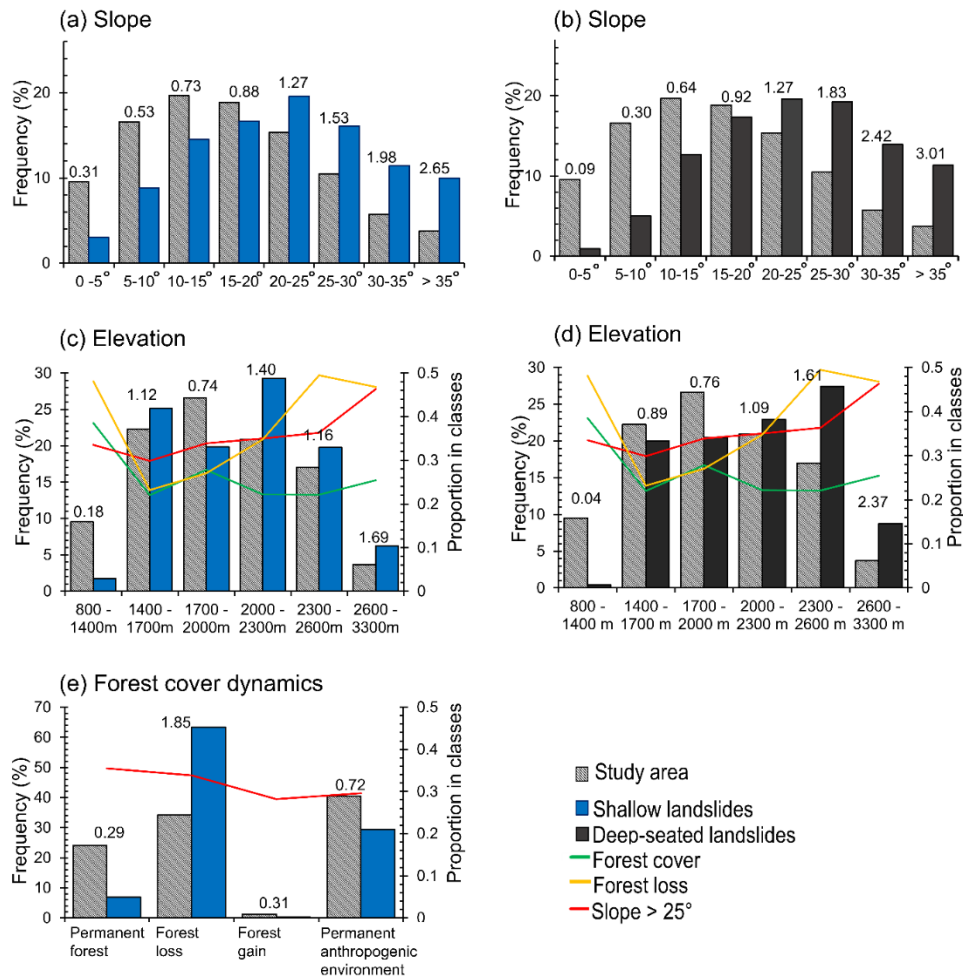 (a) Slope
Frequency (%)
20
10
0
0.31
0.53
0.73
0.88
1.27
1.53
1.98
2.65
0 -5°
5-10°
10-15°
15-20°
20-25°
25-30°
30-35°
> 35°
(b) Slope
Frequency (%)
20
10
0
0.09
0.30
0.64
0.92
1.27
1.83
2.42
3.01
0-5°
5-10°
10-15°
15-20°
20-25°
25-30°
30-35°
> 35°
(c) Elevation
Frequency (%)
30
25
20
15
10
5
0
0.18
1.12
0.74
1.40
1.16
1.69
0.5
0.4
0.3
0.2
0.1
0
Proportion in classes
800 -
1400m
1400 -
1700m
1700 -
2000m
2000 -
2300m
2300 -
2600m
2600 -
3300m
(d) Elevation
Frequency (%)
30
25
20
15
10
5
0
0.04
0.89
0.76
1.09
1.61
2.37
0.5
0.4
0.3
0.2
0.1
0
Proportion in classes
800 -
1400 m
1400 -
1700 m
1700 -
2000 m
2000 -
2300 m
2300 -
2600 m
2600 -
3300 m
(e) Forest cover dynamics
Frequency (%)
70
60
50
40
30
20
10
0
0.29
1.85
0.31
0.72
0.5
0.4
0.3
0.2
0.1
0
Proportion in classes
Permanent
forest
Forest
loss
Forest
gain
Permanent
anthropogenic
environment
Study area
Shallow landslides
Deep-seated landslides
Forest cover
Forest loss
Slope > 25°